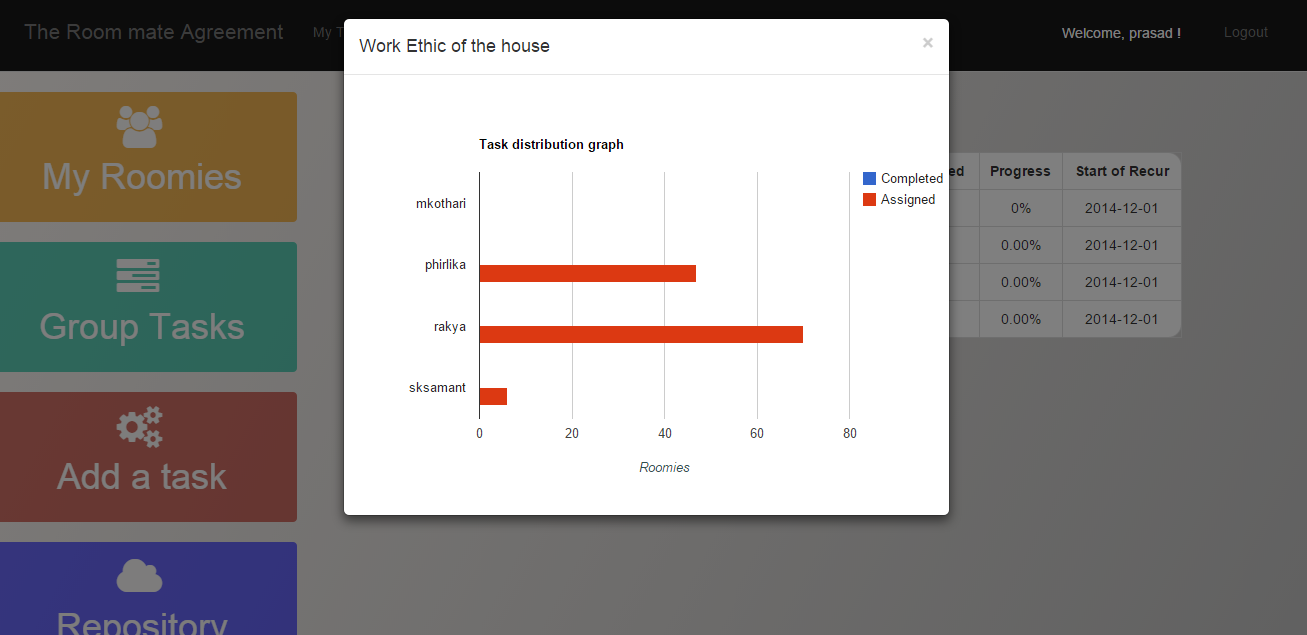 The Room mate Agreement
My T
Welcome, prasad !
Logout
Work Ethic of the house
×
My Roomies
Group Tasks
Add a task
Repository
Task distribution graph
Completed
Assigned
mkothari
phirlika
rakya
sksamant
0 20 40 60 80
Roomies
ed Progress Start of Recur
0% 2014-12-01
0.00% 2014-12-01
0.00% 2014-12-01
0.00% 2014-12-01